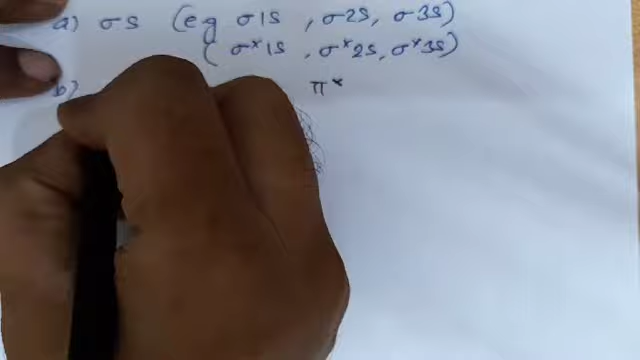 a) σs (eg σ1s , σ2s, σ3s)
( σ*1s , σ*2s, σ*3s)
b) π*